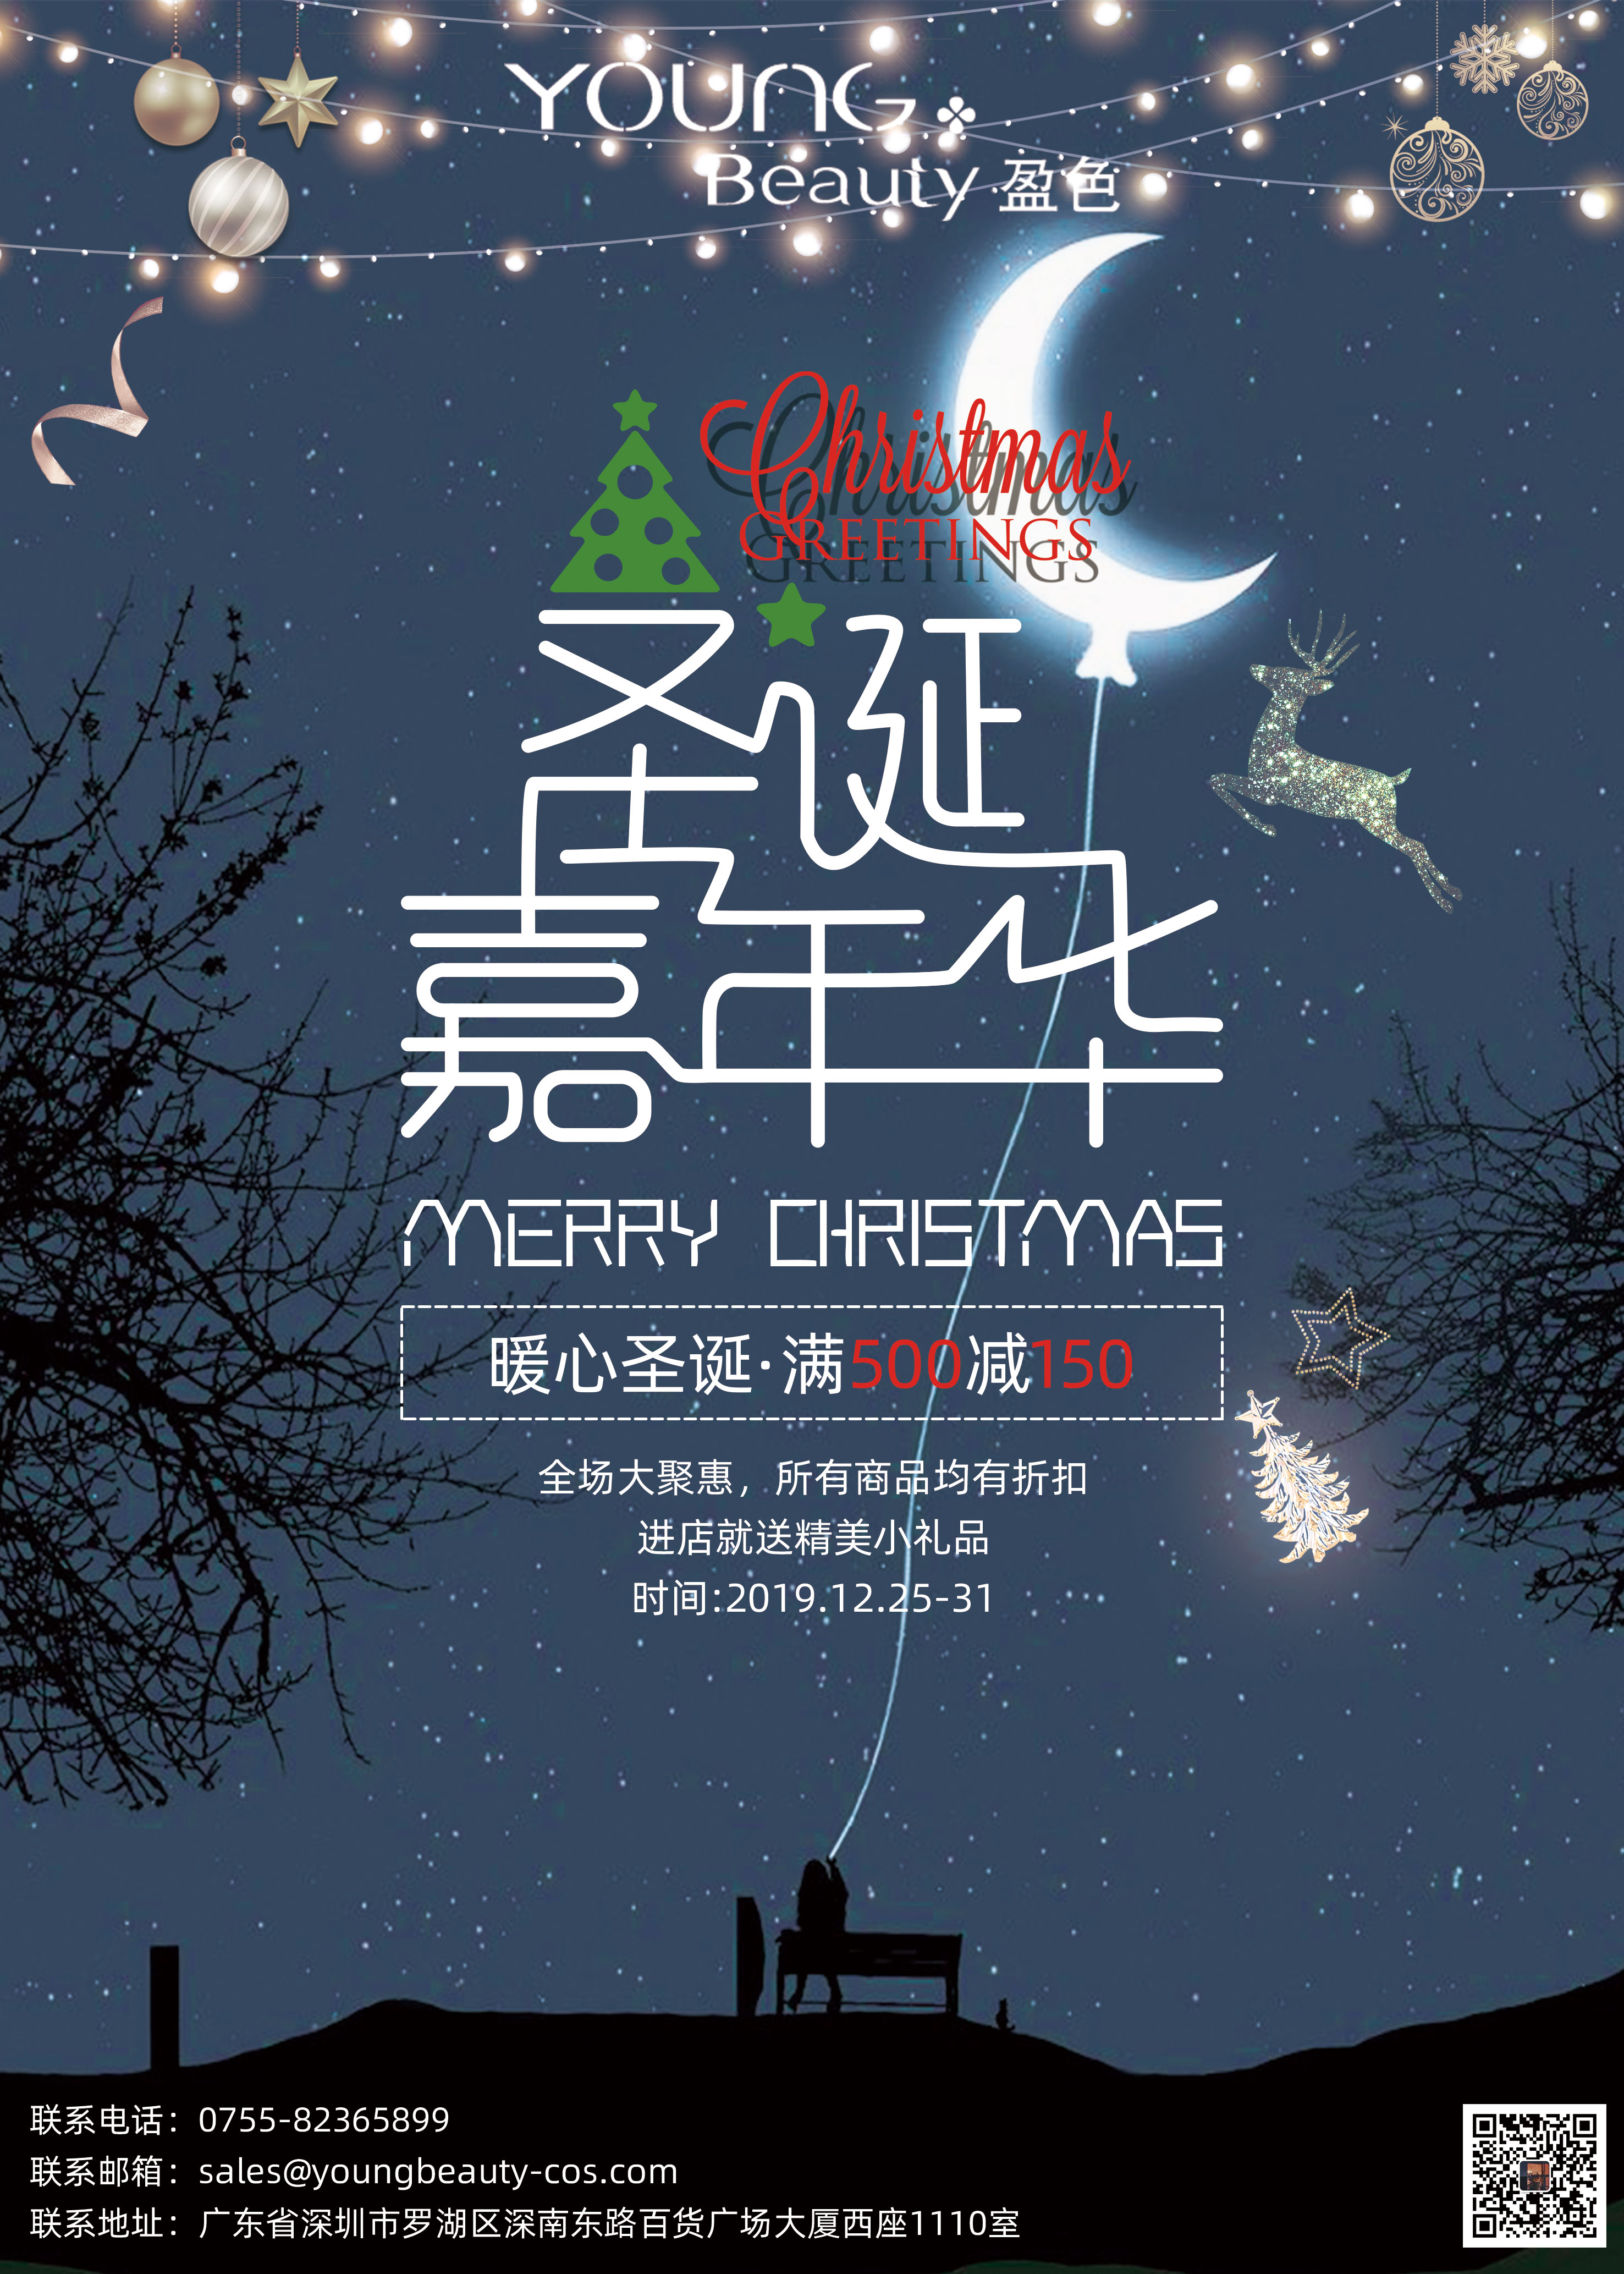 YOUNG
Beauty 盈色
Christmas
GREETINGS
圣诞
嘉年华
MERRY CHRISTMAS
暖心圣诞·满500减150
全场大聚惠，所有商品均有折扣
进店就送精美小礼品
时间:2019.12.25-31
联系电话：0755-82365899
联系邮箱：sales@youngbeauty-cos.com
联系地址：广东省深圳市罗湖区深南东路百货广场大厦西座1110室